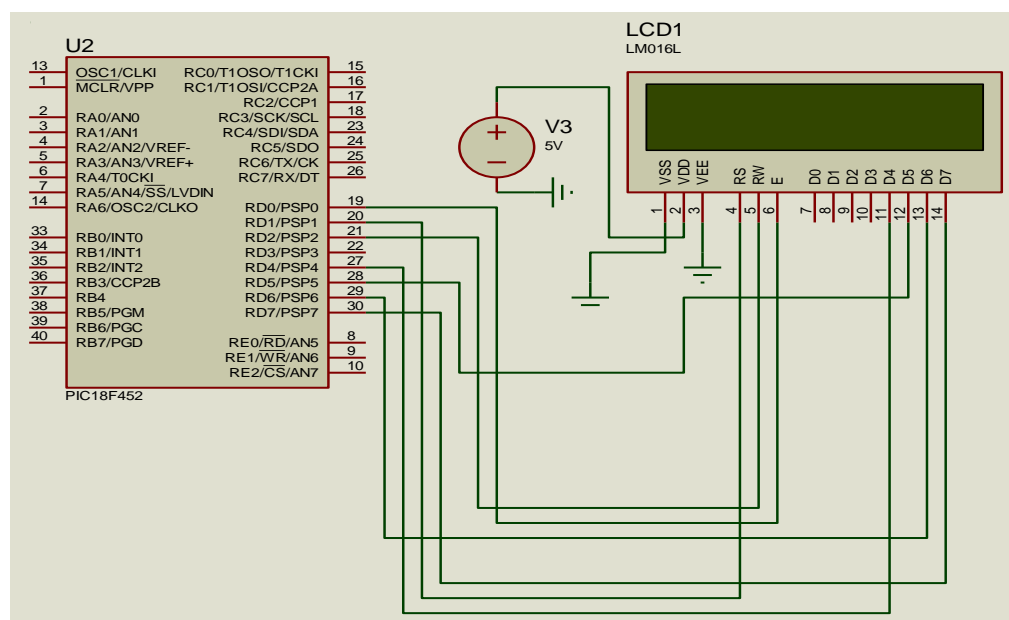 U2
13 OSC1/CLKI RC0/T1OSO/T1CKI 15
1 MCLR/VPP RC1/T1OSI/CCP2A 16
RC2/CCP1 17
2 RA0/AN0 RC3/SCK/SCL 18
3 RA1/AN1 RC4/SDI/SDA 23
4 RA2/AN2/VREF- RC5/SDO 24
5 RA3/AN3/VREF+ RC6/TX/CK 25
6 RA4/T0CKI RC7/RX/DT 26
7 RA5/AN4/SS/LVDIN
14 RA6/OSC2/CLKO RD0/PSP0 19
RD1/PSP1 20
33 RB0/INT0 RD2/PSP2 21
34 RB1/INT1 RD3/PSP3 22
35 RB2/INT2 RD4/PSP4 27
36 RB3/CCP2B RD5/PSP5 28
37 RB4 RD6/PSP6 29
38 RB5/PGM RD7/PSP7 30
39 RB6/PGC
40 RB7/PGD RE0/RD/AN5 8
RE1/WR/AN6 9
RE2/CS/AN7 10
PIC18F452
V3
5V
LCD1
LM016L
VSS VDD VEE RS RW E D0 D1 D2 D3 D4 D5 D6 D7
1 2 3 4 5 6 7 8 9 10 11 12 13 14